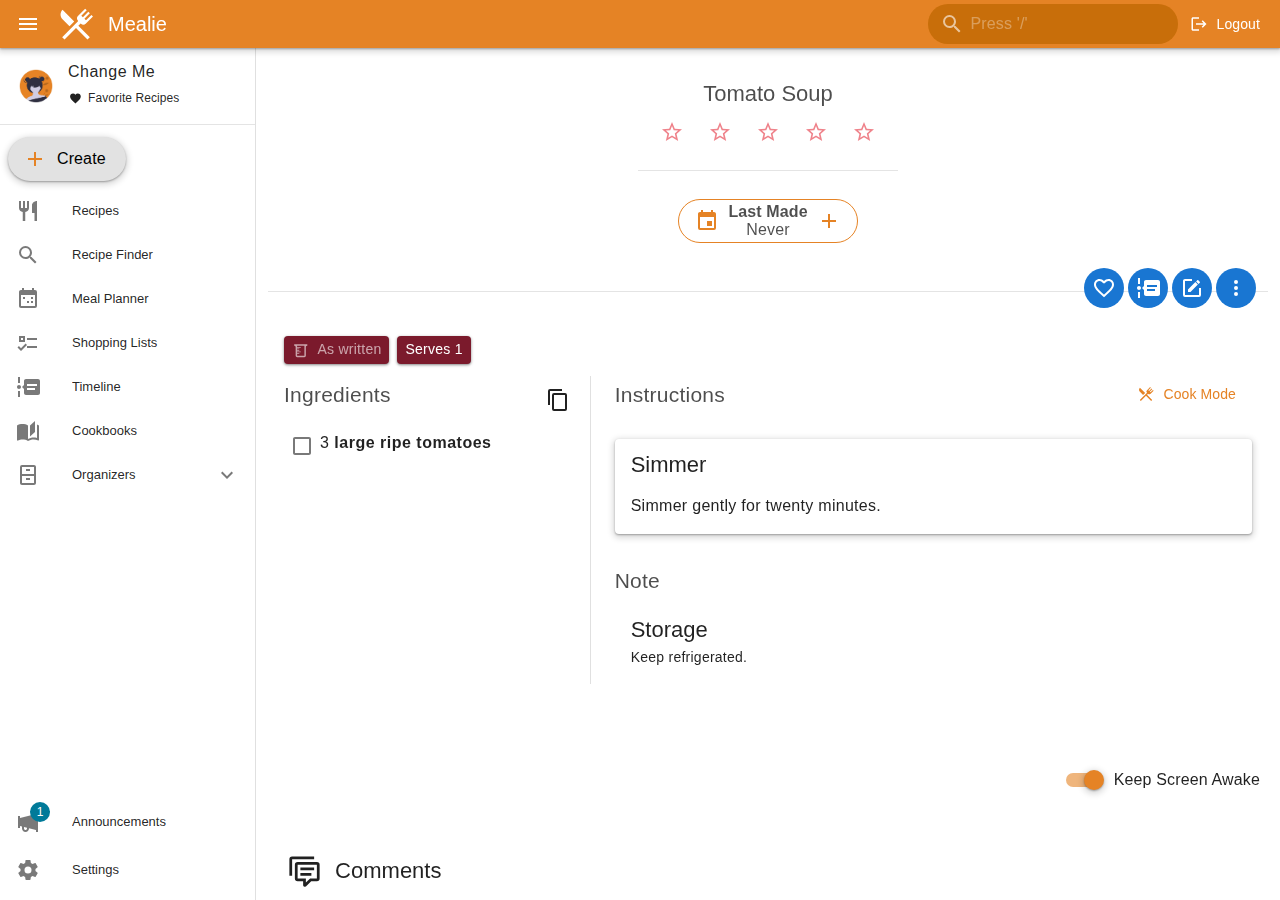 Mealie
Press '/'
Logout
Change Me
Favorite Recipes
Create
Recipes
Recipe Finder
Meal Planner
Shopping Lists
Timeline
Cookbooks
Organizers
1
Announcements
Settings
Tomato Soup
Last Made
Never
As written
Serves 1
Ingredients
3 large ripe tomatoes
Instructions
Cook Mode
Simmer
Simmer gently for twenty minutes.
Note
Storage
Keep refrigerated.
Keep Screen Awake
Comments